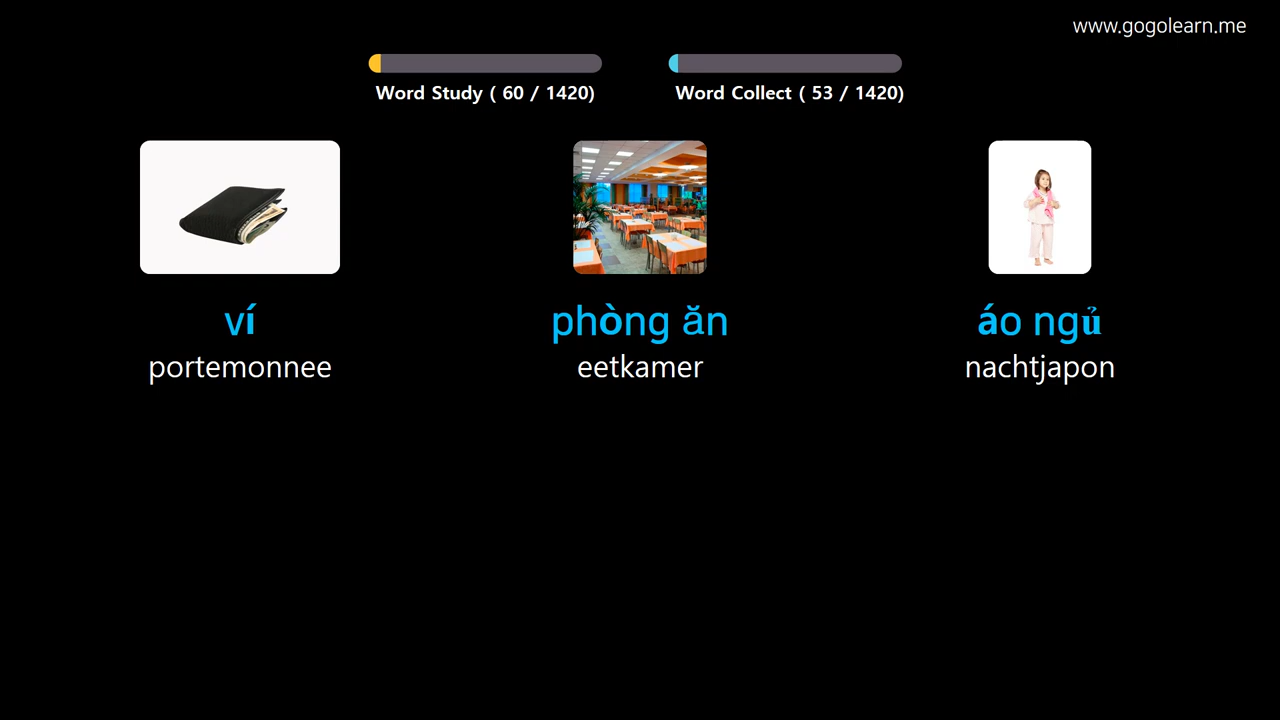 www.gogolearn.me
Word Study ( 60 / 1420)
Word Collect ( 53 / 1420)
ví
phòng ăn
áo ngủ
portemonnee
eetkamer
nachtjapon